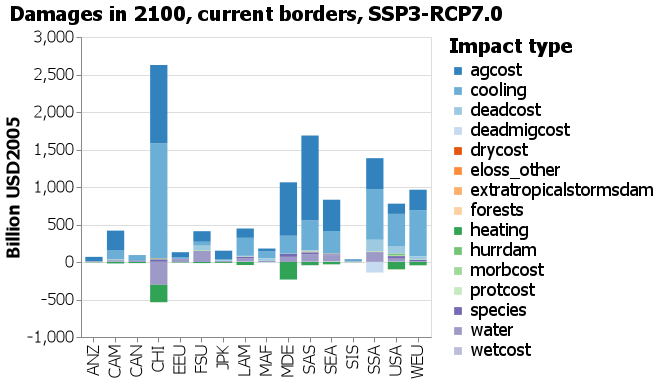 Damages in 2100, current borders, SSP3-RCP7.0
3,000
2,500
2,000
1,500
1,000
500
0
-500
-1,000
Billion USD2005
ANZ
CAM
CAN
CHI
EEU
FSU
JPK
LAM
MAF
MDE
SAS
SEA
SIS
SSA
USA
WEU
Impact type
agcost
cooling
deadcost
deadmigcost
drycost
eloss_other
extratropicalstormsdam
forests
heating
hurrdam
morbcost
protcost
species
water
wetcost